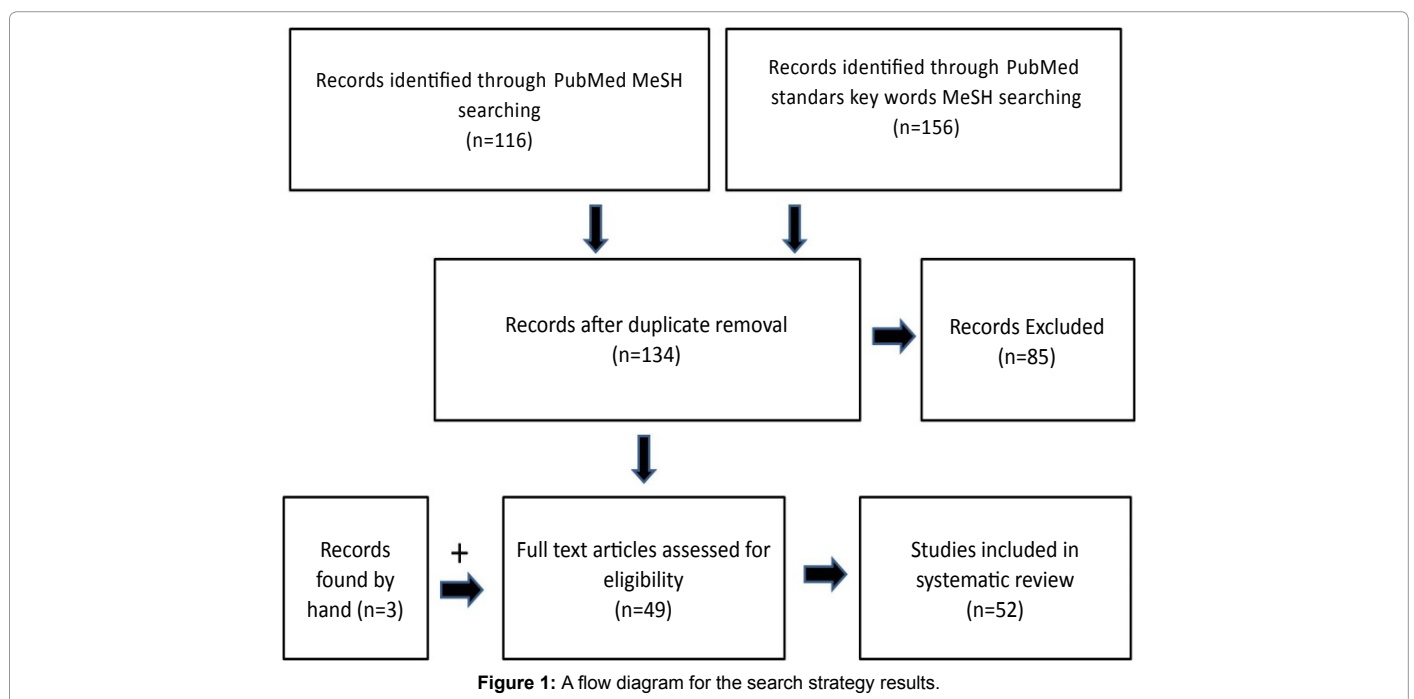 Records identified through PubMed MeSH
searching
(n=116)
Records identified through PubMed
standars key words MeSH searching
(n=156)
Records after duplicate removal
(n=134)
Records Excluded
(n=85)
Records
found by
hand (n=3)
+
Full text articles assessed for
eligibility
(n=49)
Studies included in
systematic review
(n=52)
Figure 1: A flow diagram for the search strategy results.